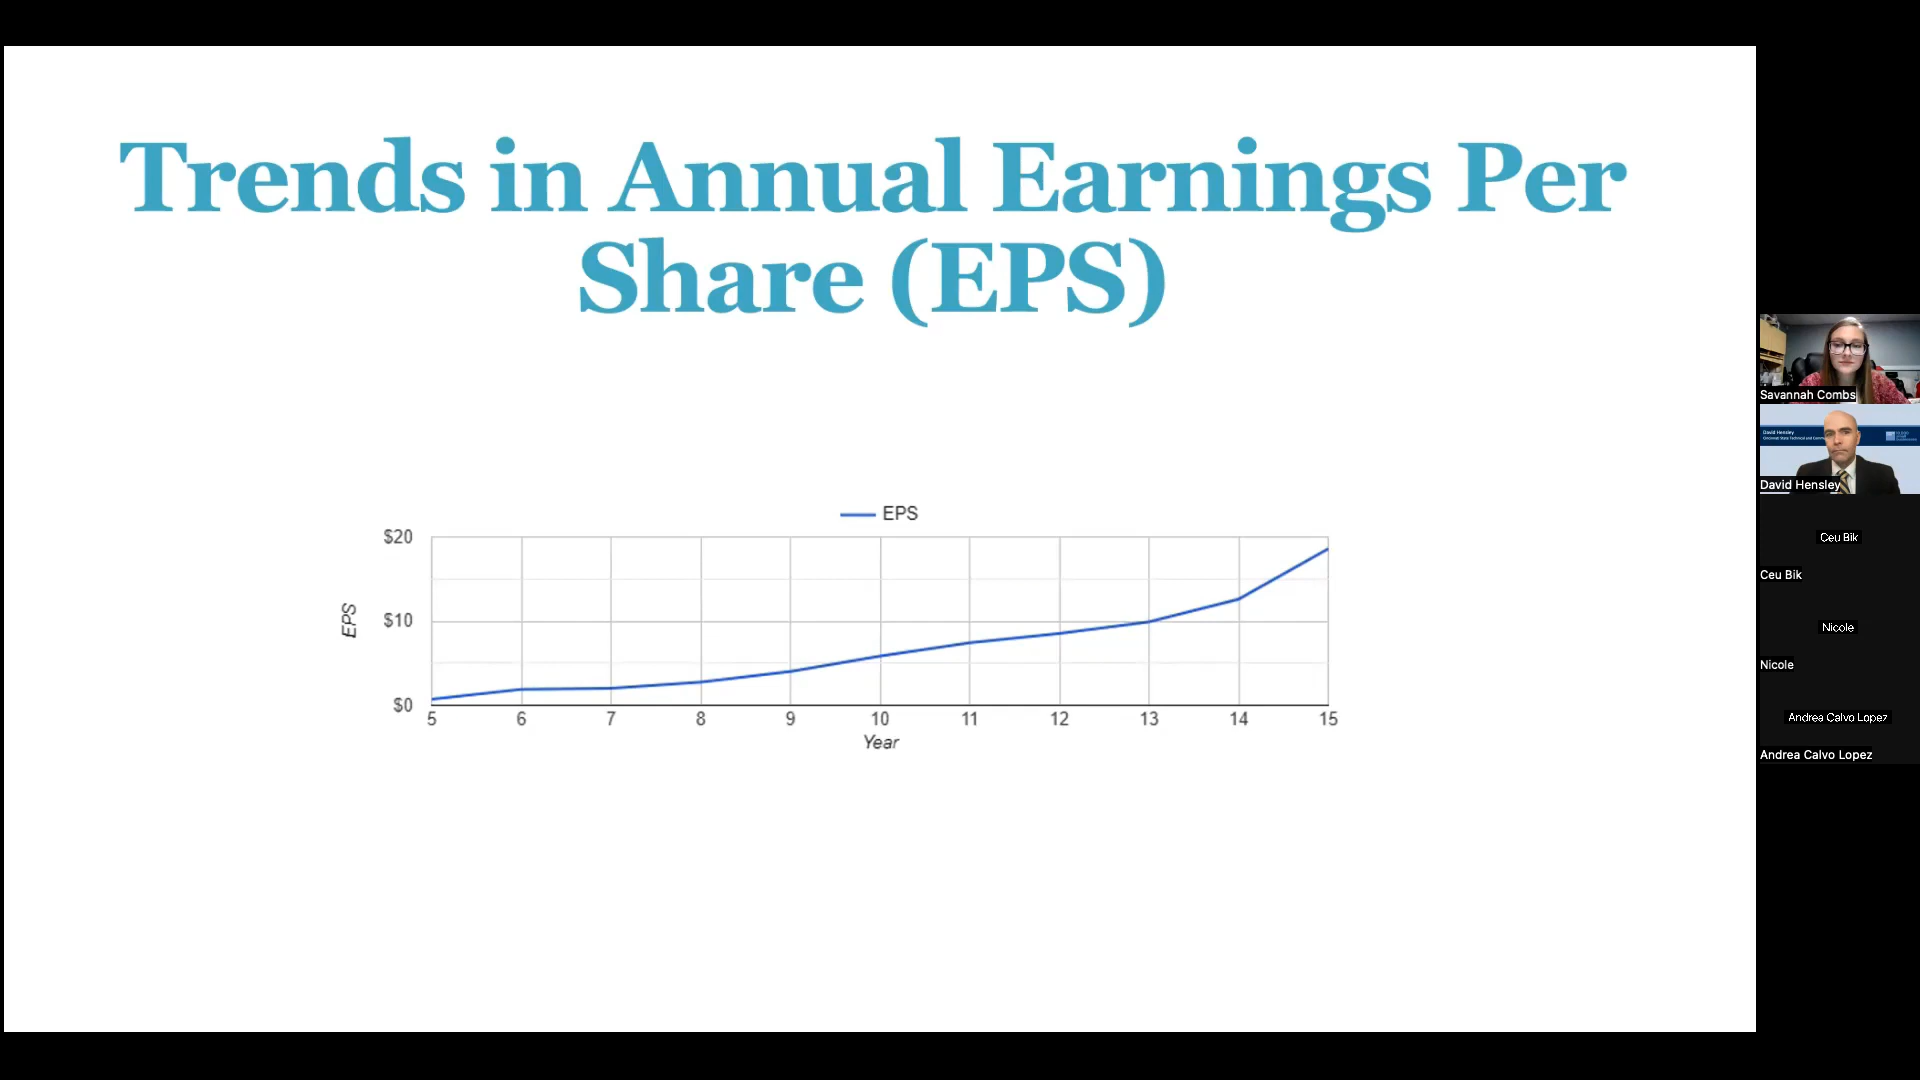 Trends in Annual Earnings Per
Share (EPS)
EPS
$20
$10
$0
EPS
5 6 7 8 9 10 11 12 13 14 15
Year
Savannah Combs
David Hensley
David Hensley
Ceu Bik
Ceu Bik
Nicole
Nicole
Andrea Calvo Lopez
Andrea Calvo Lopez